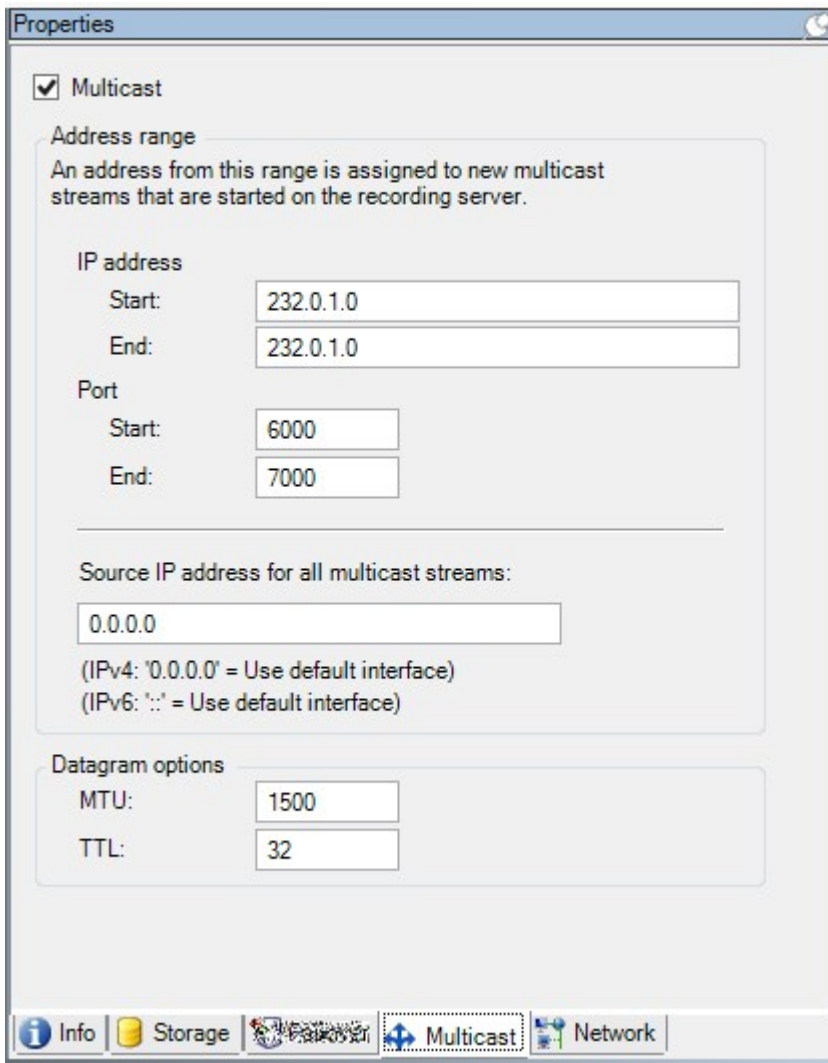 Properties
Multicast
Address range
An address from this range is assigned to new multicast
streams that are started on the recording server.
IP address
Start: 232.0.1.0
End: 232.0.1.0
Port
Start: 6000
End: 7000
Source IP address for all multicast streams:
0.0.0.0
(IPv4: '0.0.0.0' = Use default interface)
(IPv6: '::' = Use default interface)
Datagram options
MTU: 1500
TTL: 32
Info Storage Multicast Network